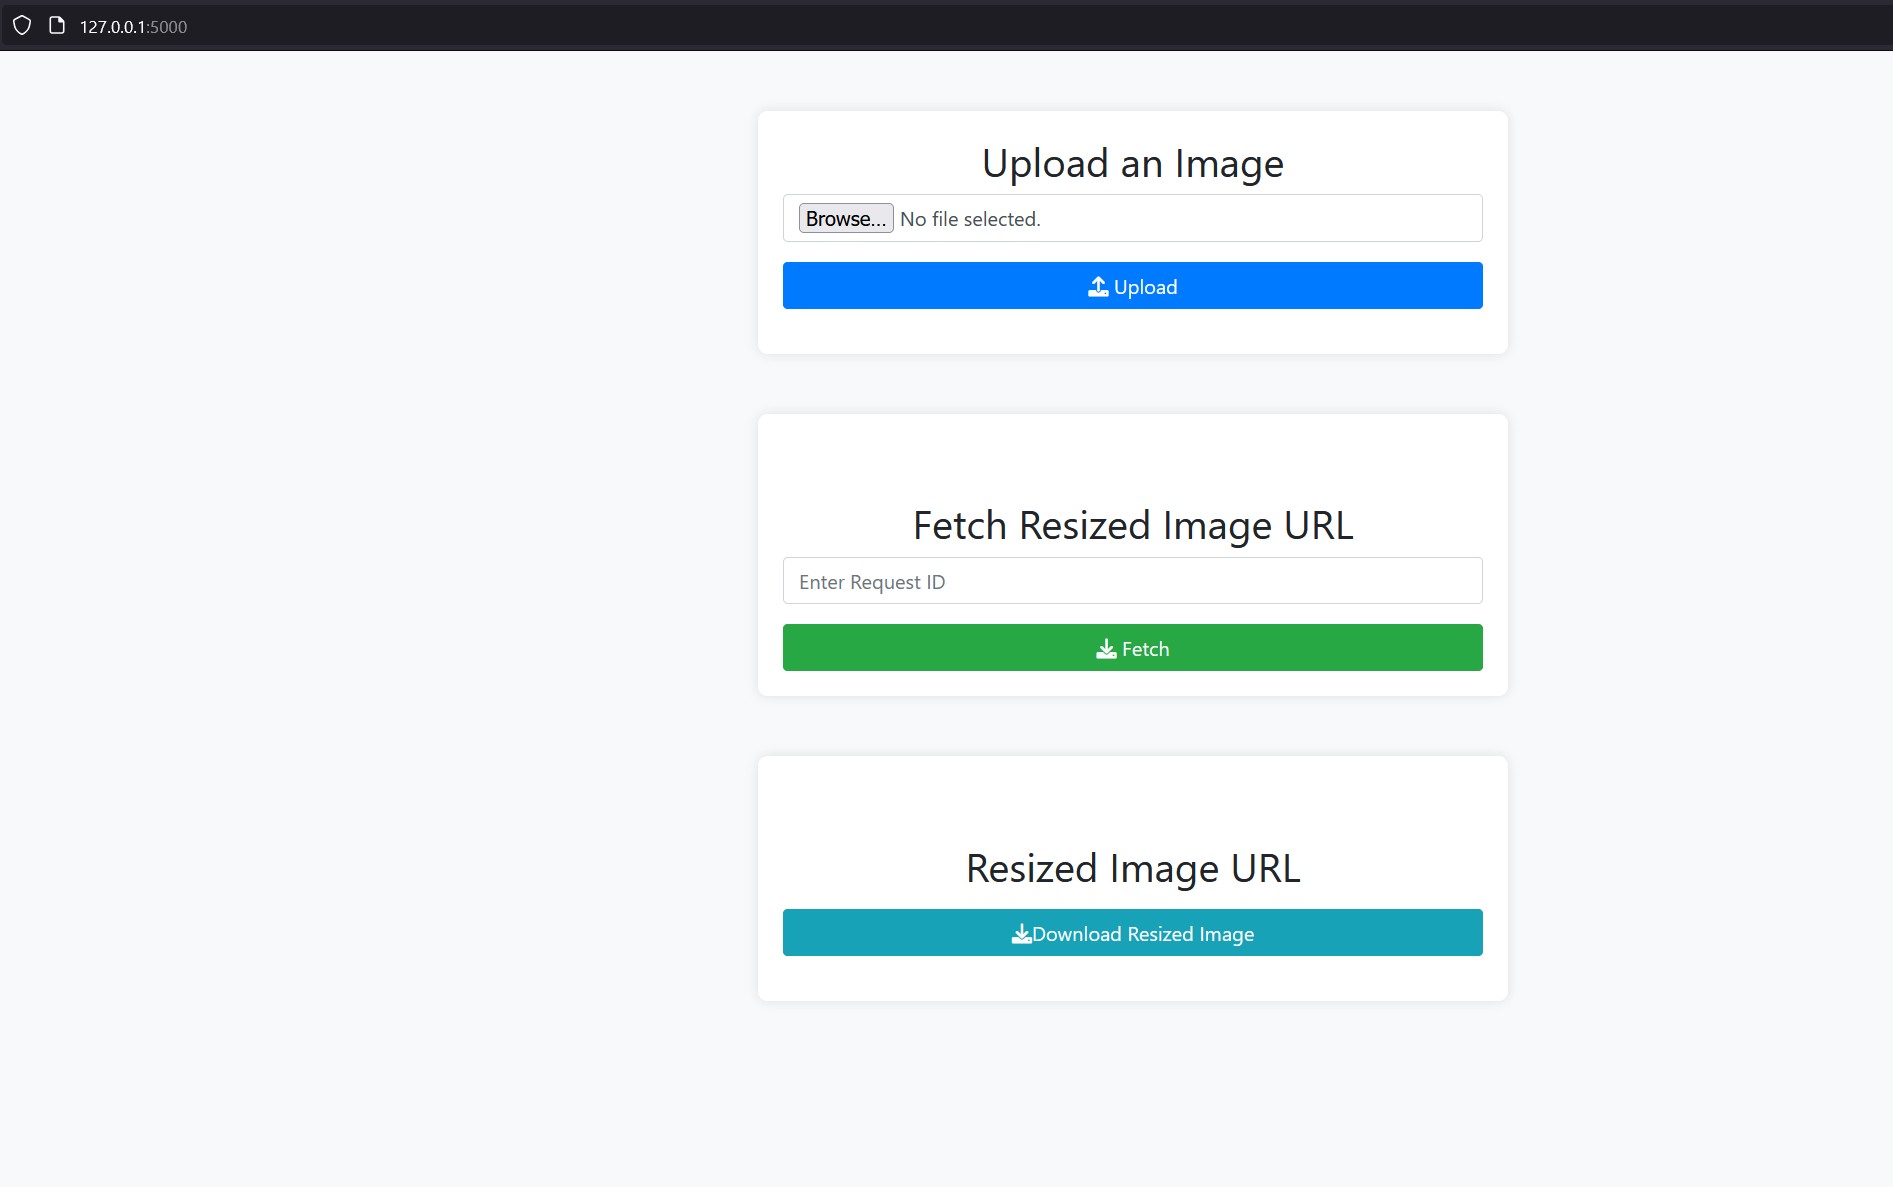 127.0.0.1:5000
Upload an Image
Browse... No file selected.
Upload
Fetch Resized Image URL
Enter Request ID
Fetch
Resized Image URL
Download Resized Image